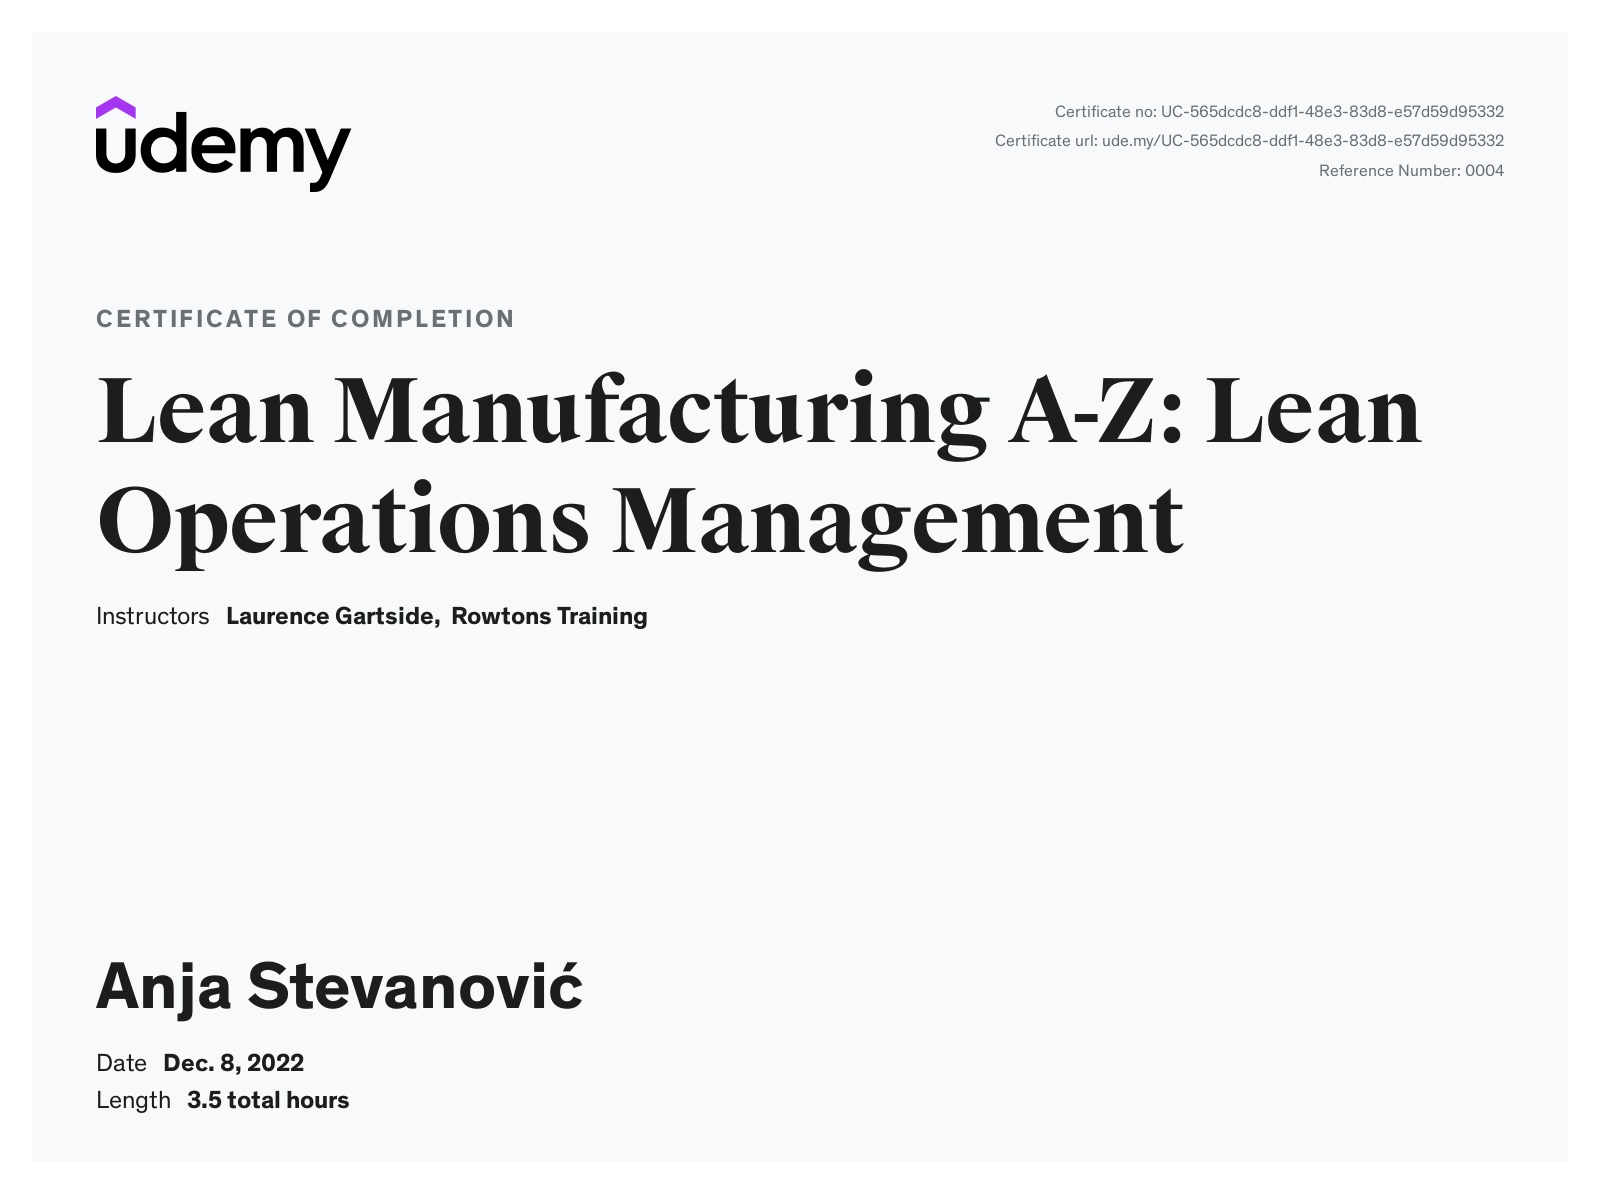 udemy
Certificate no: UC-565dcdc8-ddf1-48e3-83d8-e57d59d95332
Certificate url: ude.my/UC-565dcdc8-ddf1-48e3-83d8-e57d59d95332
Reference Number: 0004
CERTIFICATE OF COMPLETION
Lean Manufacturing A-Z: Lean
Operations Management
Instructors Laurence Gartside, Rowtons Training
Anja Stevanović
Date Dec. 8, 2022
Length 3.5 total hours